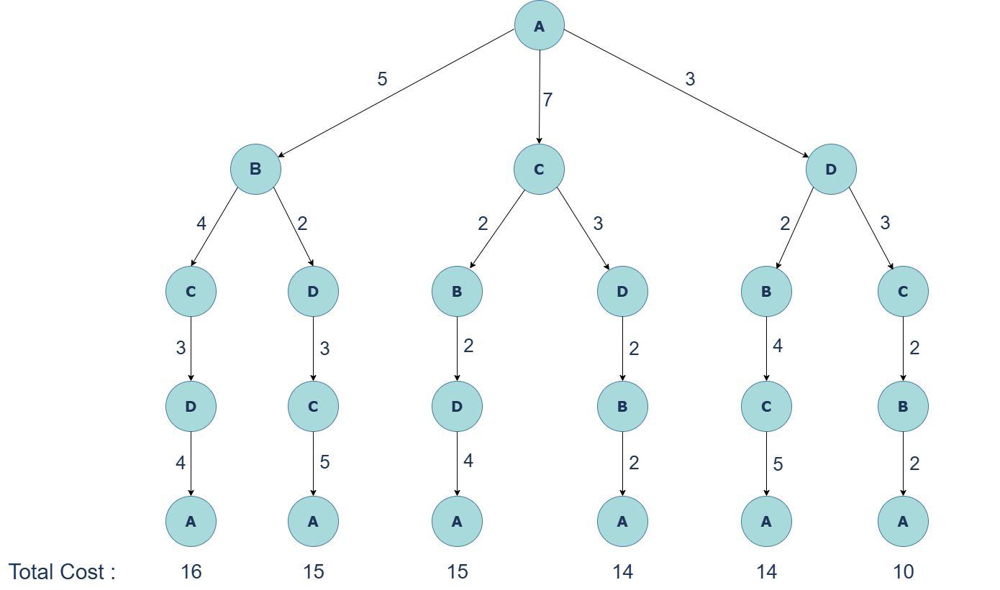 A
5 7 3
B C D
4 2 2 3 2 3
C D B D B C
3 3 2 2 4 2
D C D B C B
4 5 4 2 5 2
A A A A A A
Total Cost : 16 15 15 14 14 10